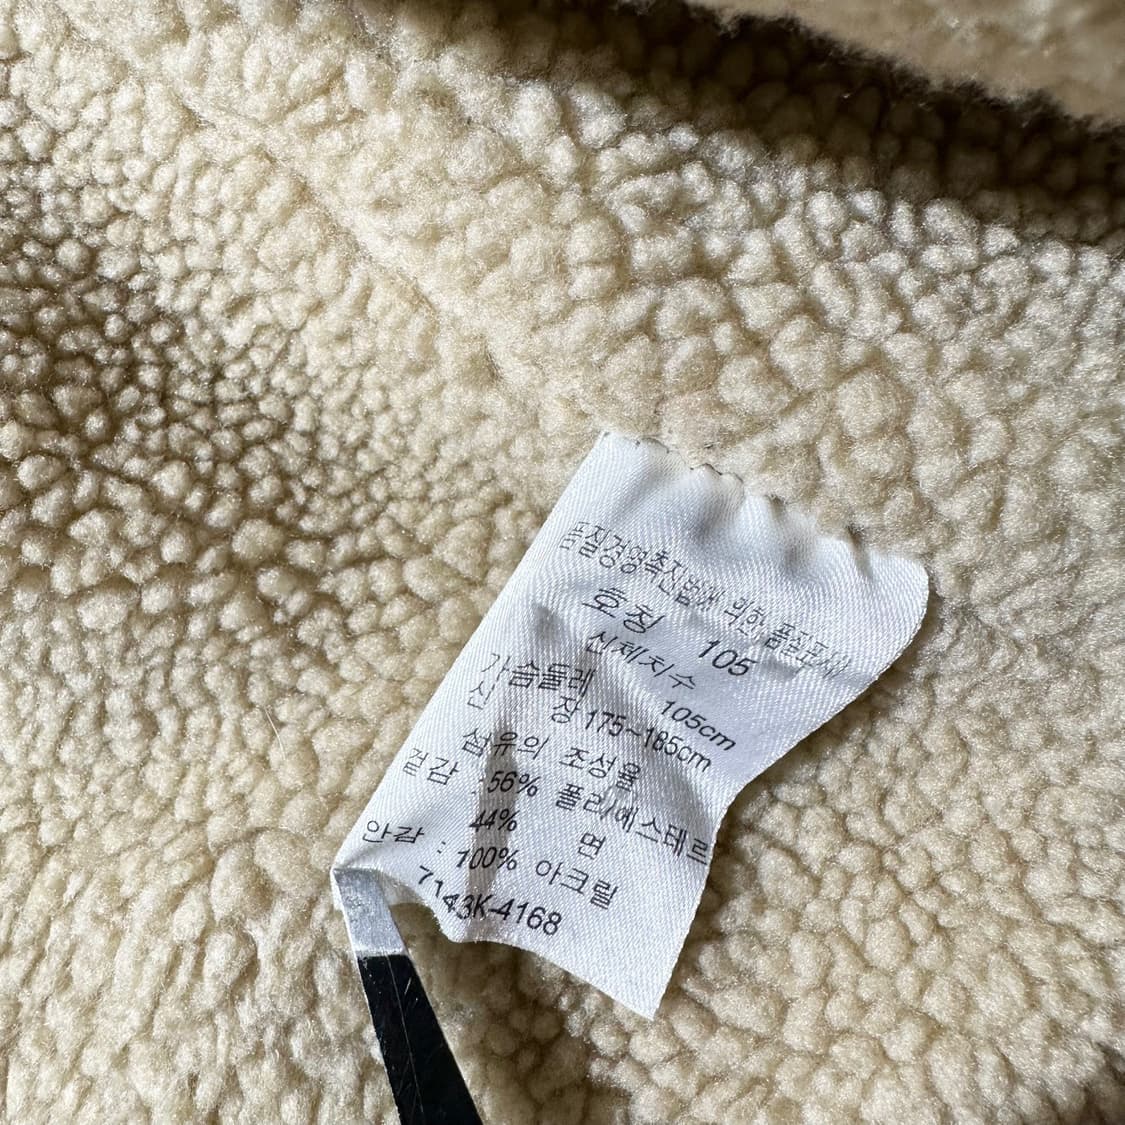 품질경영촉진법에 의한 품질표시
호칭 105
신체치수
가슴둘레 105cm
신 장 175~185cm
섬유의 조성율
겉감 : 56% 폴리에스테르
44% 면
안감 : 100% 아크릴
7143K-4168